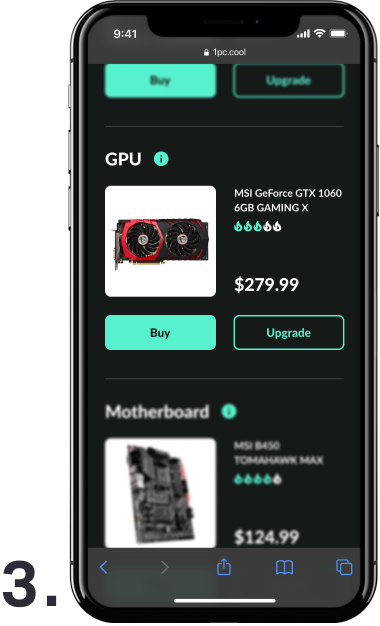 9:41
1pc.cool
Buy
Upgrade
GPU
MSI GeForce GTX 1060
6GB GAMING X
$279.99
Buy
Upgrade
Motherboard
MSI B450
TOMAHAWK MAX
$124.99
3.